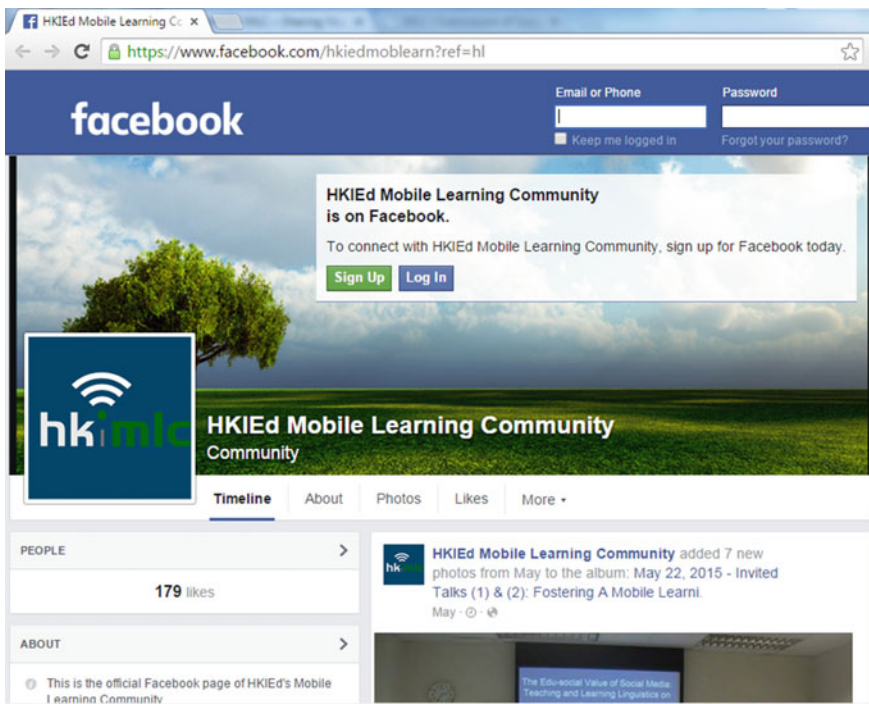 HKIEd Mobile Learning Cc
https://www.facebook.com/hkiedmoblearn?ref=hl
facebook
Email or Phone
Password
Keep me logged in
Forgot your password?
HKIEd Mobile Learning Community
is on Facebook.
To connect with HKIEd Mobile Learning Community, sign up for Facebook today.
Sign Up
Log In
hkimlc
HKIEd Mobile Learning Community
Community
Timeline
About
Photos
Likes
More
PEOPLE
179 likes
ABOUT
This is the official Facebook page of HKIEd's Mobile
Learning Community
HKIEd Mobile Learning Community added 7 new
photos from May to the album: May 22, 2015 - Invited
Talks (1) & (2): Fostering A Mobile Learni.
May
The Edu-social Value of Social Media:
Teaching and Learning Linguistics on